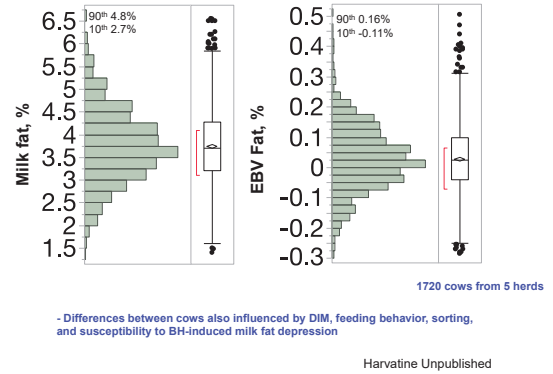 90th 4.8%
10th 2.7%
6.5
6
5.5
5
4.5
4
3.5
3
2.5
2
1.5
Milk fat, %
90th 0.16%
10th -0.11%
0.5
0.4
0.3
0.2
0.1
0
-0.1
-0.2
-0.3
EBV Fat, %
1720 cows from 5 herds
- Differences between cows also influenced by DIM, feeding behavior, sorting,
and susceptibility to BH-induced milk fat depression
Harvatine Unpublished